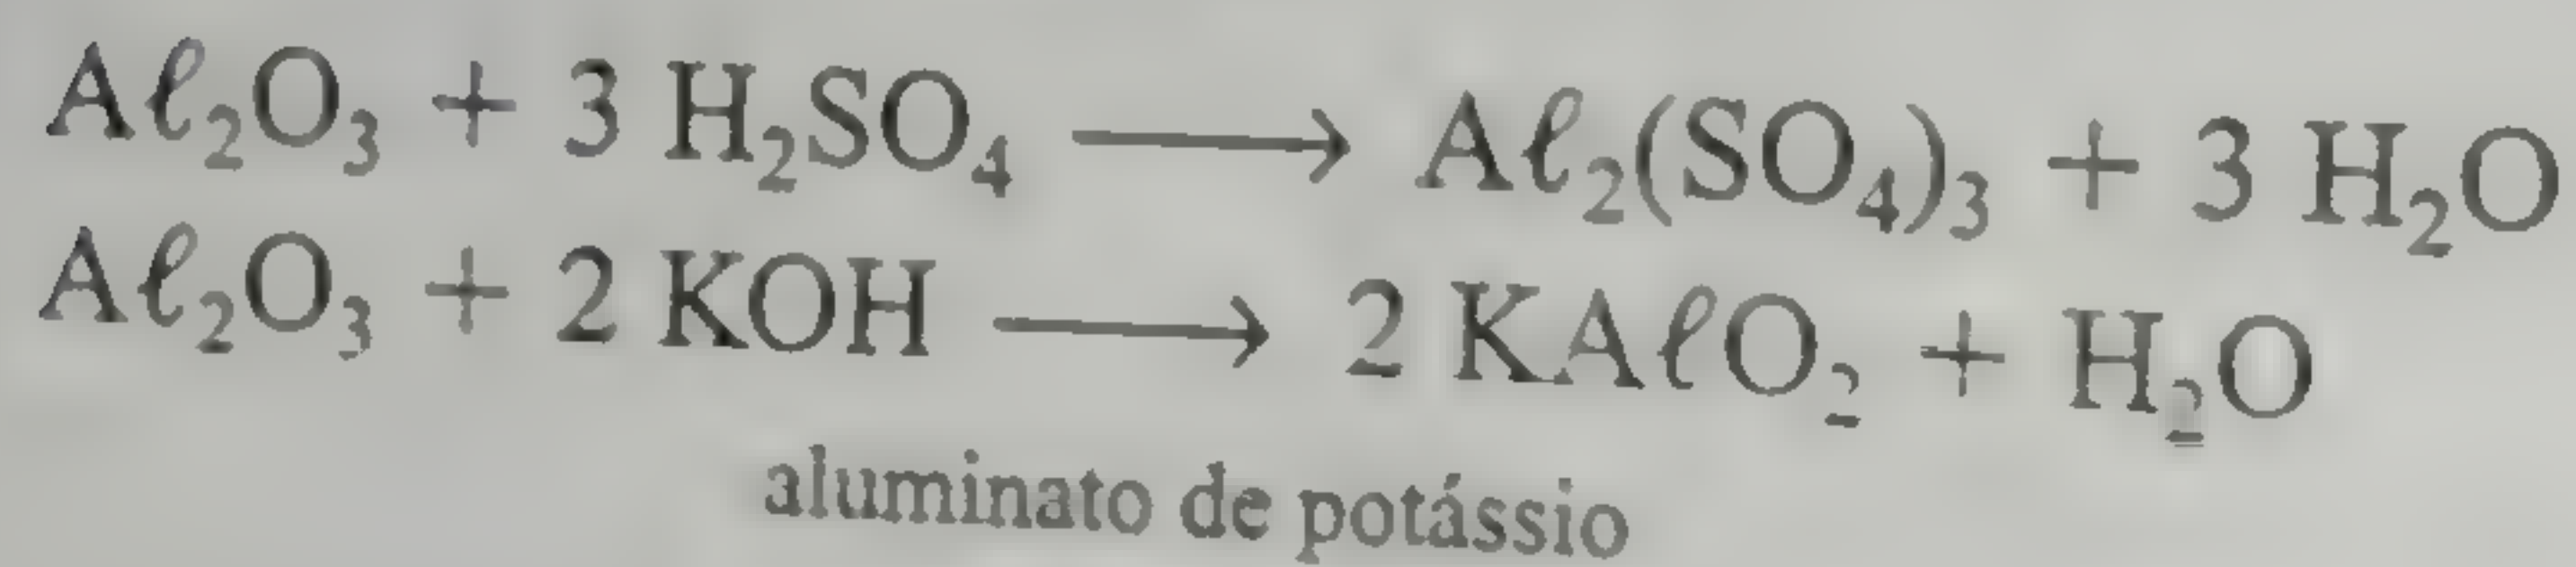 Aℓ₂O₃ + 3 H₂SO₄ ⟶ Aℓ₂(SO₄)₃ + 3 H₂O
Aℓ₂O₃ + 2 KOH ⟶ 2 KAℓO₂ + H₂O
aluminato de potássio